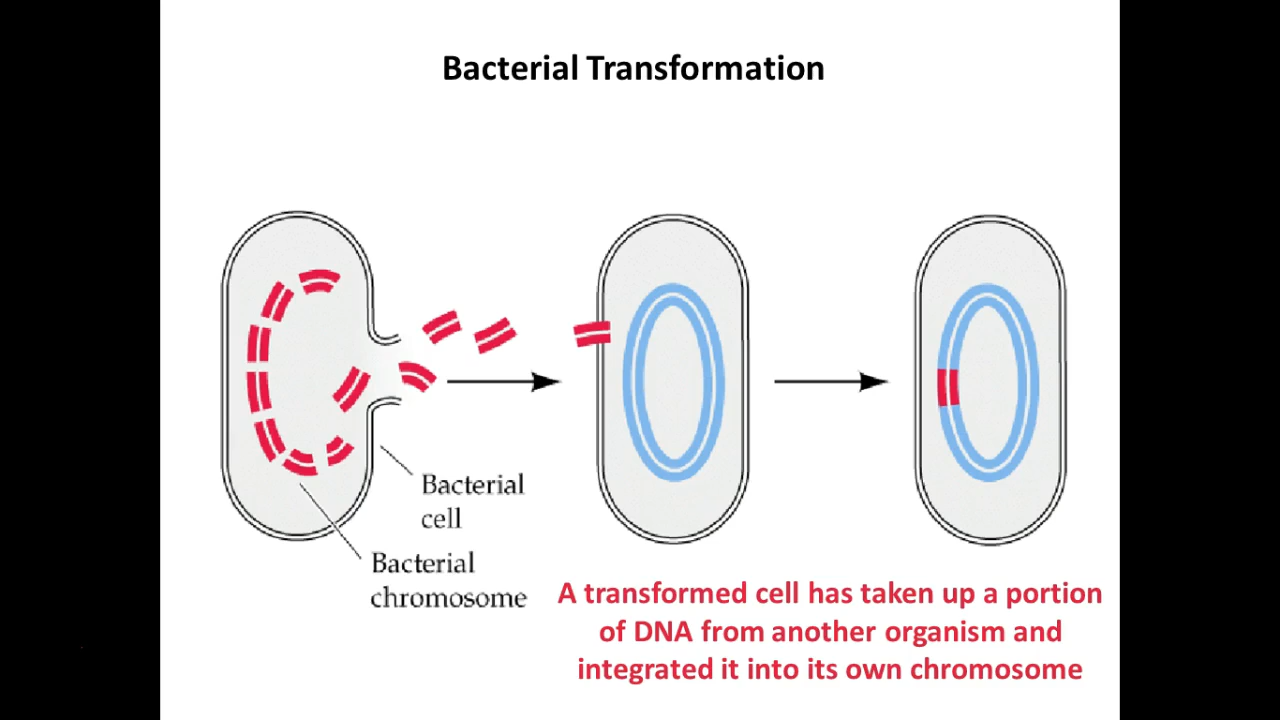 Bacterial Transformation
Bacterial
cell
Bacterial
chromosome
A transformed cell has taken up a portion
of DNA from another organism and
integrated it into its own chromosome